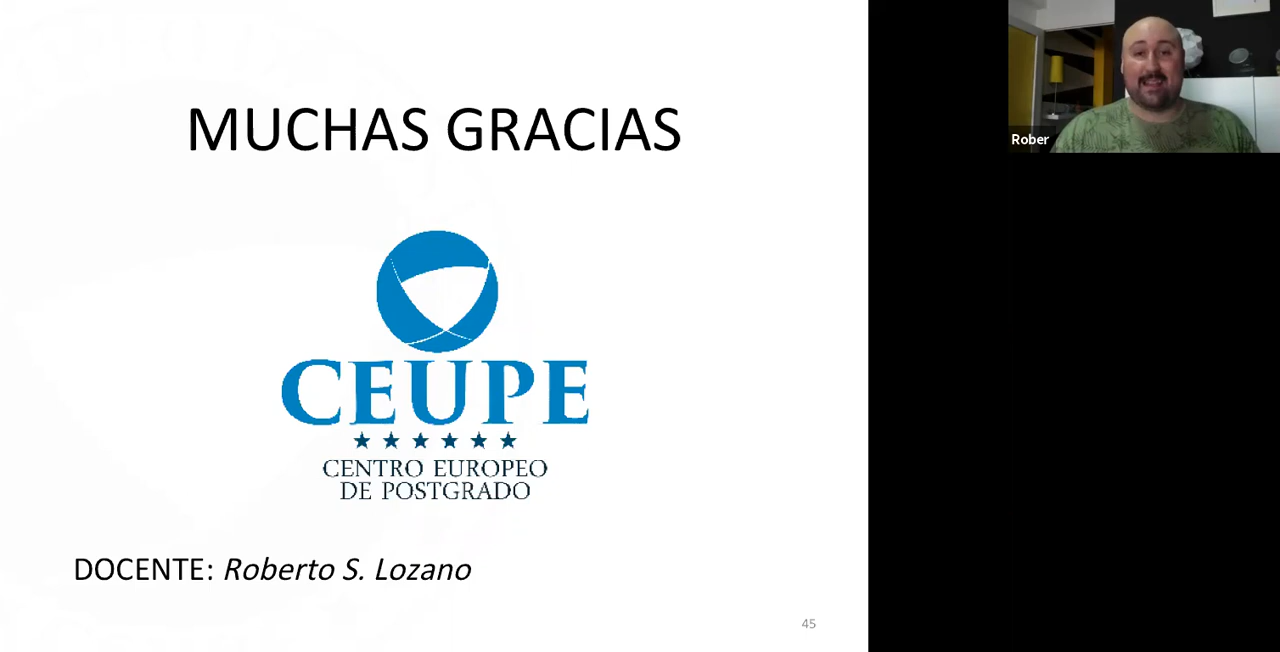 MUCHAS GRACIAS
CEUPE
CENTRO EUROPEO
DE POSTGRADO
DOCENTE: Roberto S. Lozano
45
Rober